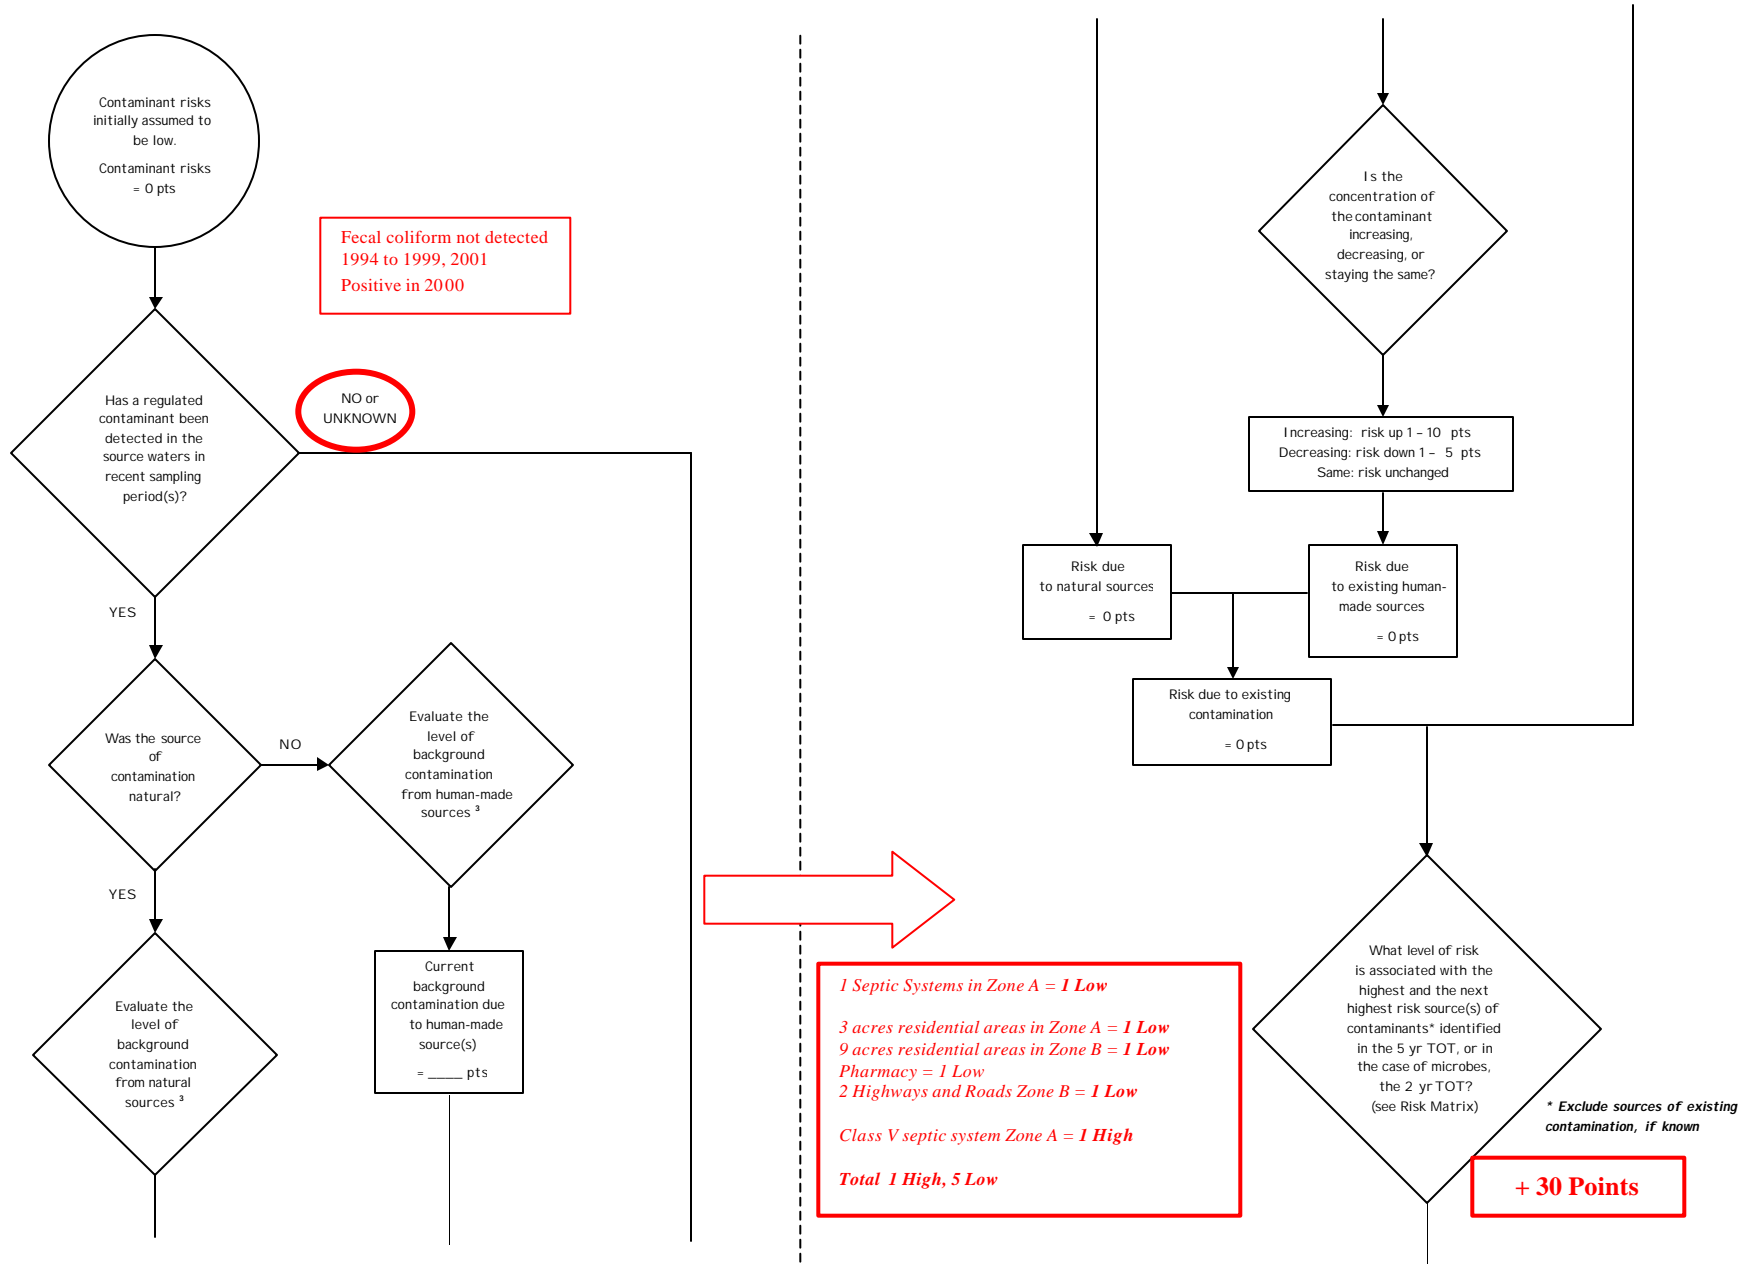 Contaminant risks
initially assumed to
be low.
Contaminant risks
= 0 pts
Fecal coliform not detected
1994 to 1999, 2001
Positive in 2000
Has a regulated
contaminant been
detected in the
source waters in
recent sampling
period(s)?
NO or
UNKNOWN
YES
Was the source
of
contamination
natural?
NO
Evaluate the
level of
background
contamination
from human-made
sources ³
YES
Evaluate the
level of
background
contamination
from natural
sources ³
Current
background
contamination due
to human-made
source(s)
= ____ pts
Is the
concentration of
the contaminant
increasing,
decreasing, or
staying the same?
Increasing: risk up 1 – 10 pts
Decreasing: risk down 1 – 5 pts
Same: risk unchanged
Risk due
to natural sources
= 0 pts
Risk due
to existing human-
made sources
= 0 pts
Risk due to existing
contamination
= 0 pts
1 Septic Systems in Zone A = 1 Low
3 acres residential areas in Zone A = 1 Low
9 acres residential areas in Zone B = 1 Low
Pharmacy = 1 Low
2 Highways and Roads Zone B = 1 Low
Class V septic system Zone A = 1 High
Total 1 High, 5 Low
What level of risk
is associated with the
highest and the next
highest risk source(s) of
contaminants* identified
in the 5 yr TOT, or in
the case of microbes,
the 2 yr TOT?
(see Risk Matrix)
* Exclude sources of existing
contamination, if known
+ 30 Points